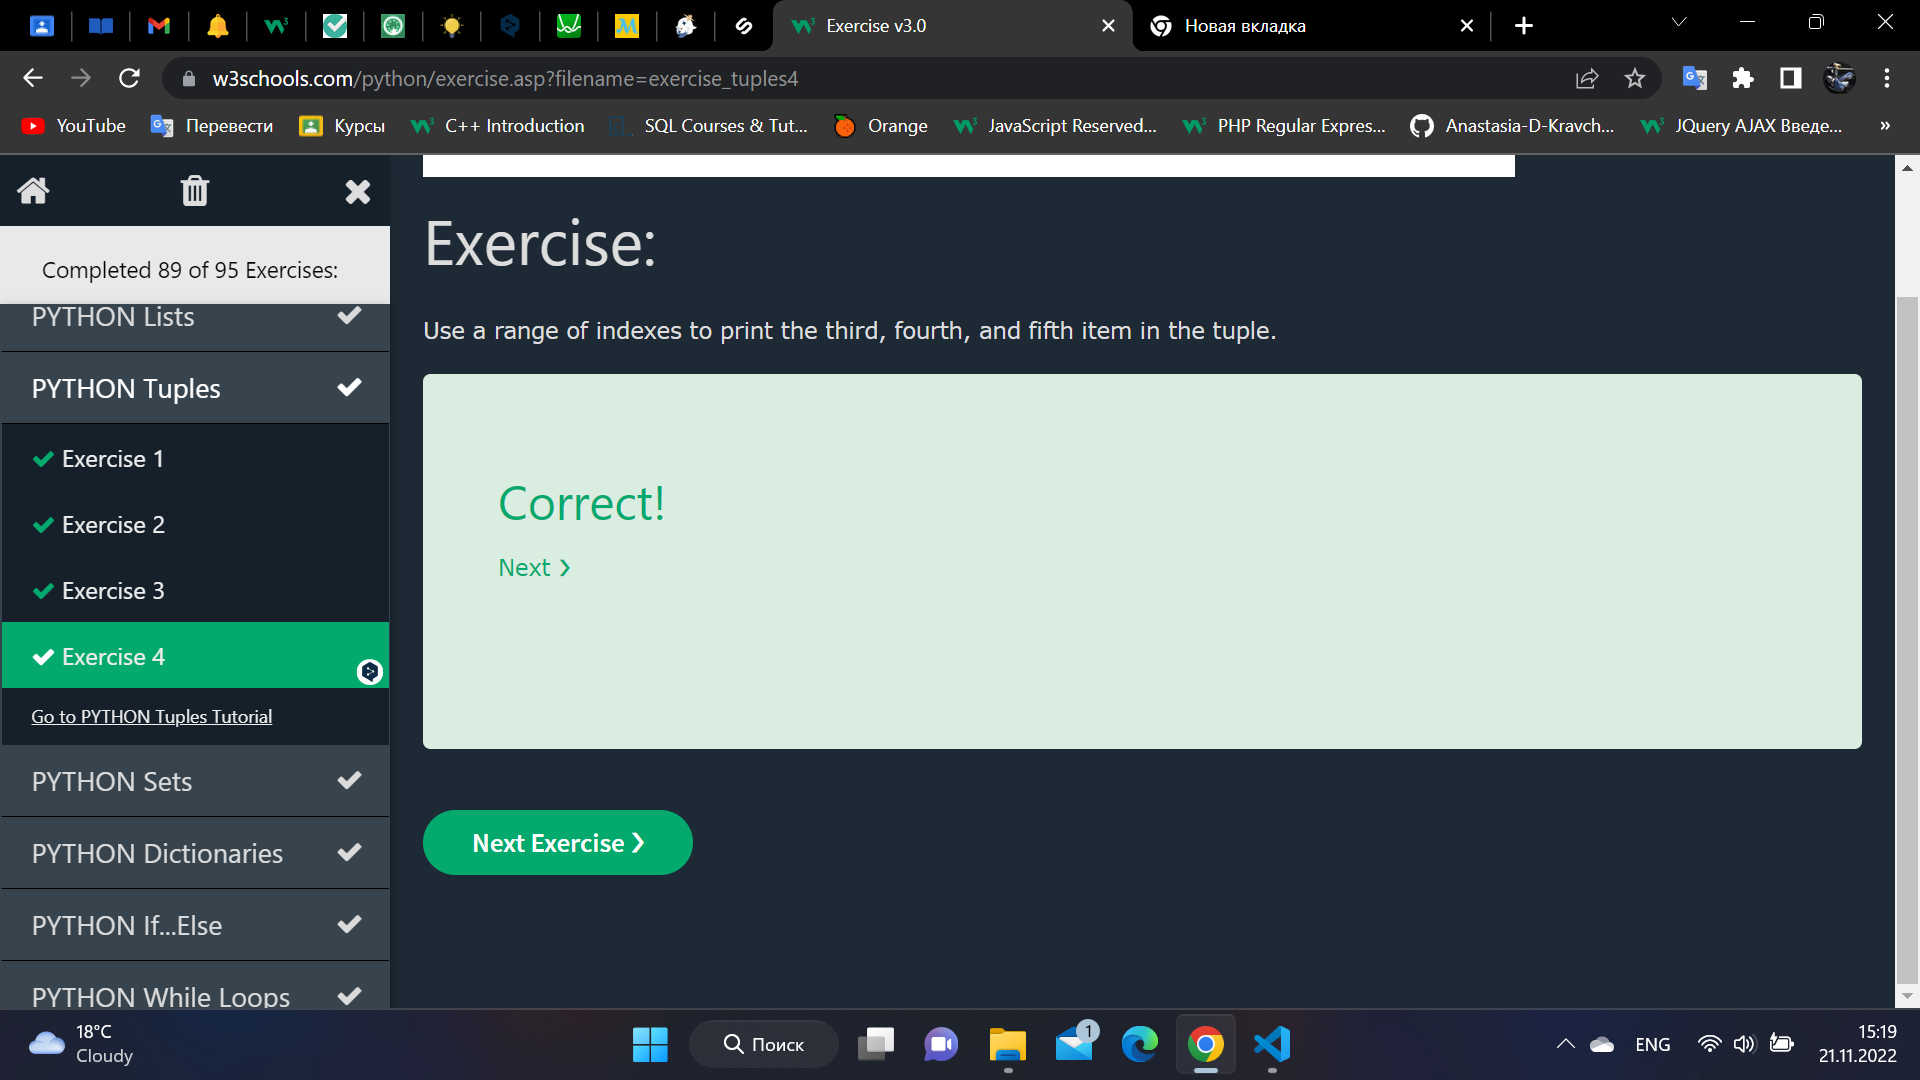 Exercise v3.0
Новая вкладка
w3schools.com/python/exercise.asp?filename=exercise_tuples4
YouTube
Перевести
Курсы
C++ Introduction
SQL Courses & Tut...
Orange
JavaScript Reserved...
PHP Regular Expres...
Anastasia-D-Kravch...
JQuery AJAX Введе...
»
Completed 89 of 95 Exercises:
PYTHON Lists
PYTHON Tuples
Exercise 1
Exercise 2
Exercise 3
Exercise 4
Go to PYTHON Tuples Tutorial
PYTHON Sets
PYTHON Dictionaries
PYTHON If...Else
PYTHON While Loops
Exercise:
Use a range of indexes to print the third, fourth, and fifth item in the tuple.
Correct!
Next ❯
Next Exercise ❯
18°C
Cloudy
Поиск
1
ENG
15:19
21.11.2022